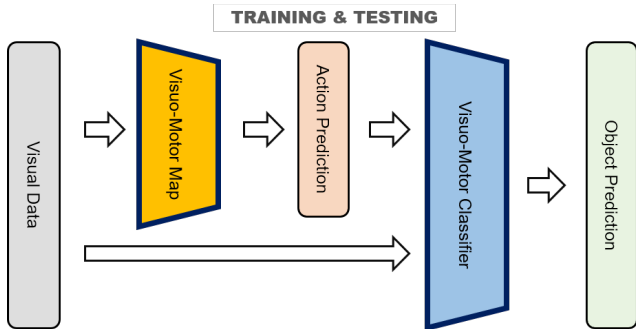 TRAINING & TESTING
Visual Data
Visuo-Motor Map
Action Prediction
Visuo-Motor Classifier
Object Prediction